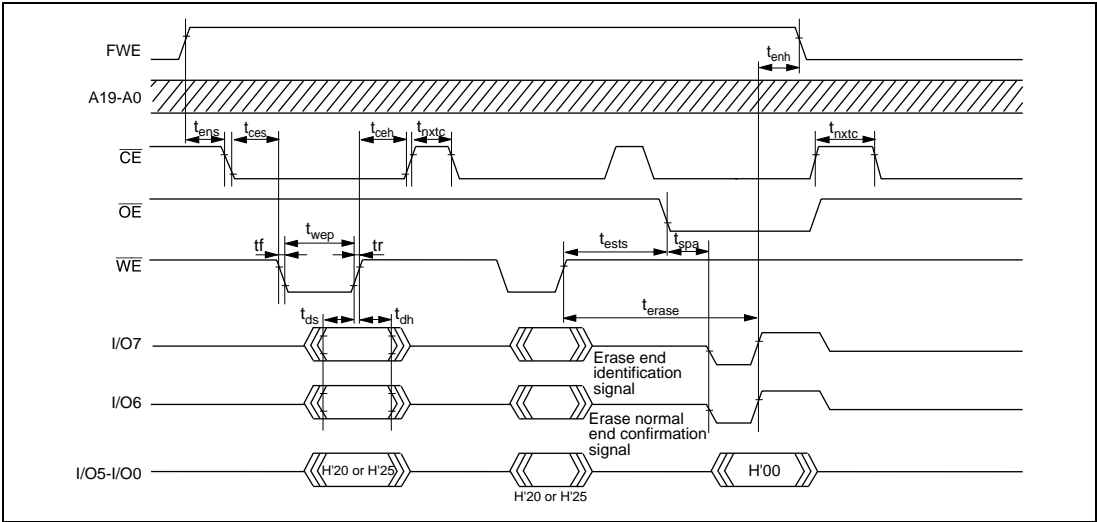 FWE
tenh
A19-A0
tens
tces
tceh
tnxtc
tnxtc
CE
OE
twep
tests
tspa
tf
tr
WE
terase
tds
tdh
I/O7
Erase end
identification
signal
I/O6
Erase normal
end confirmation
signal
I/O5-I/O0
H'20 or H'25
H'20 or H'25
H'00